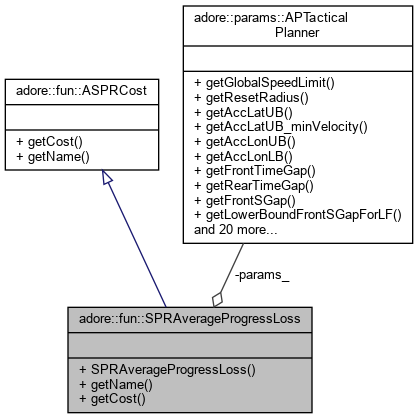 adore::params::APTactical
Planner
+ getGlobalSpeedLimit()
+ getResetRadius()
+ getAccLatUB()
+ getAccLatUB_minVelocity()
+ getAccLonUB()
+ getAccLonLB()
+ getFrontTimeGap()
+ getRearTimeGap()
+ getFrontSGap()
+ getLowerBoundFrontSGapForLF()
and 20 more...
adore::fun::ASPRCost
+ getCost()
+ getName()
-params_
adore::fun::SPRAverageProgressLoss
+ SPRAverageProgressLoss()
+ getName()
+ getCost()